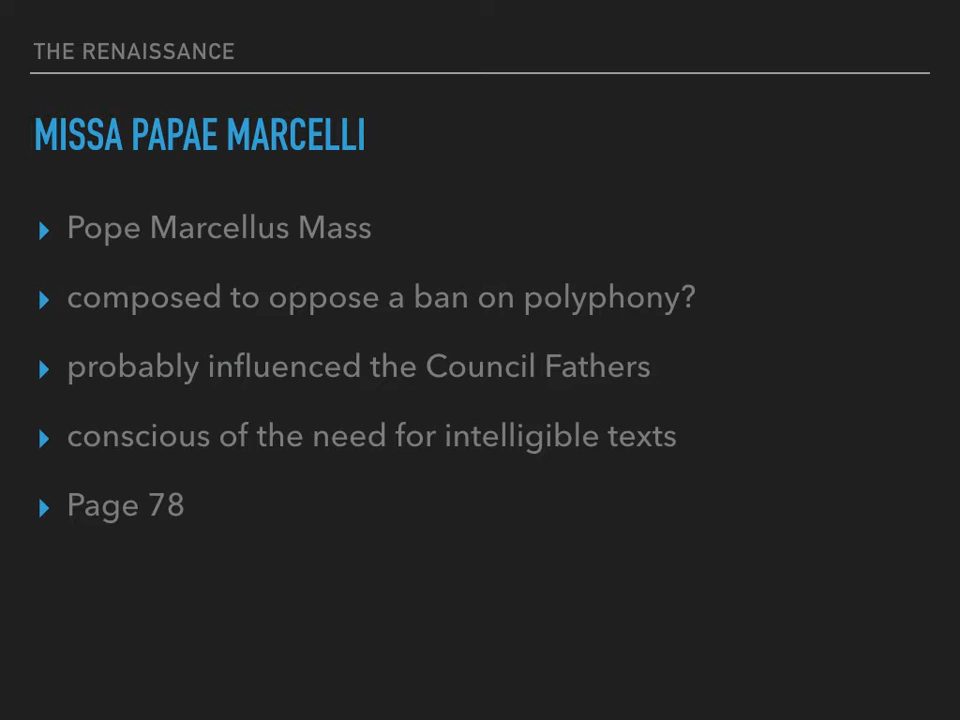 THE RENAISSANCE
MISSA PAPAE MARCELLI
Pope Marcellus Mass
composed to oppose a ban on polyphony?
probably influenced the Council Fathers
conscious of the need for intelligible texts
Page 78